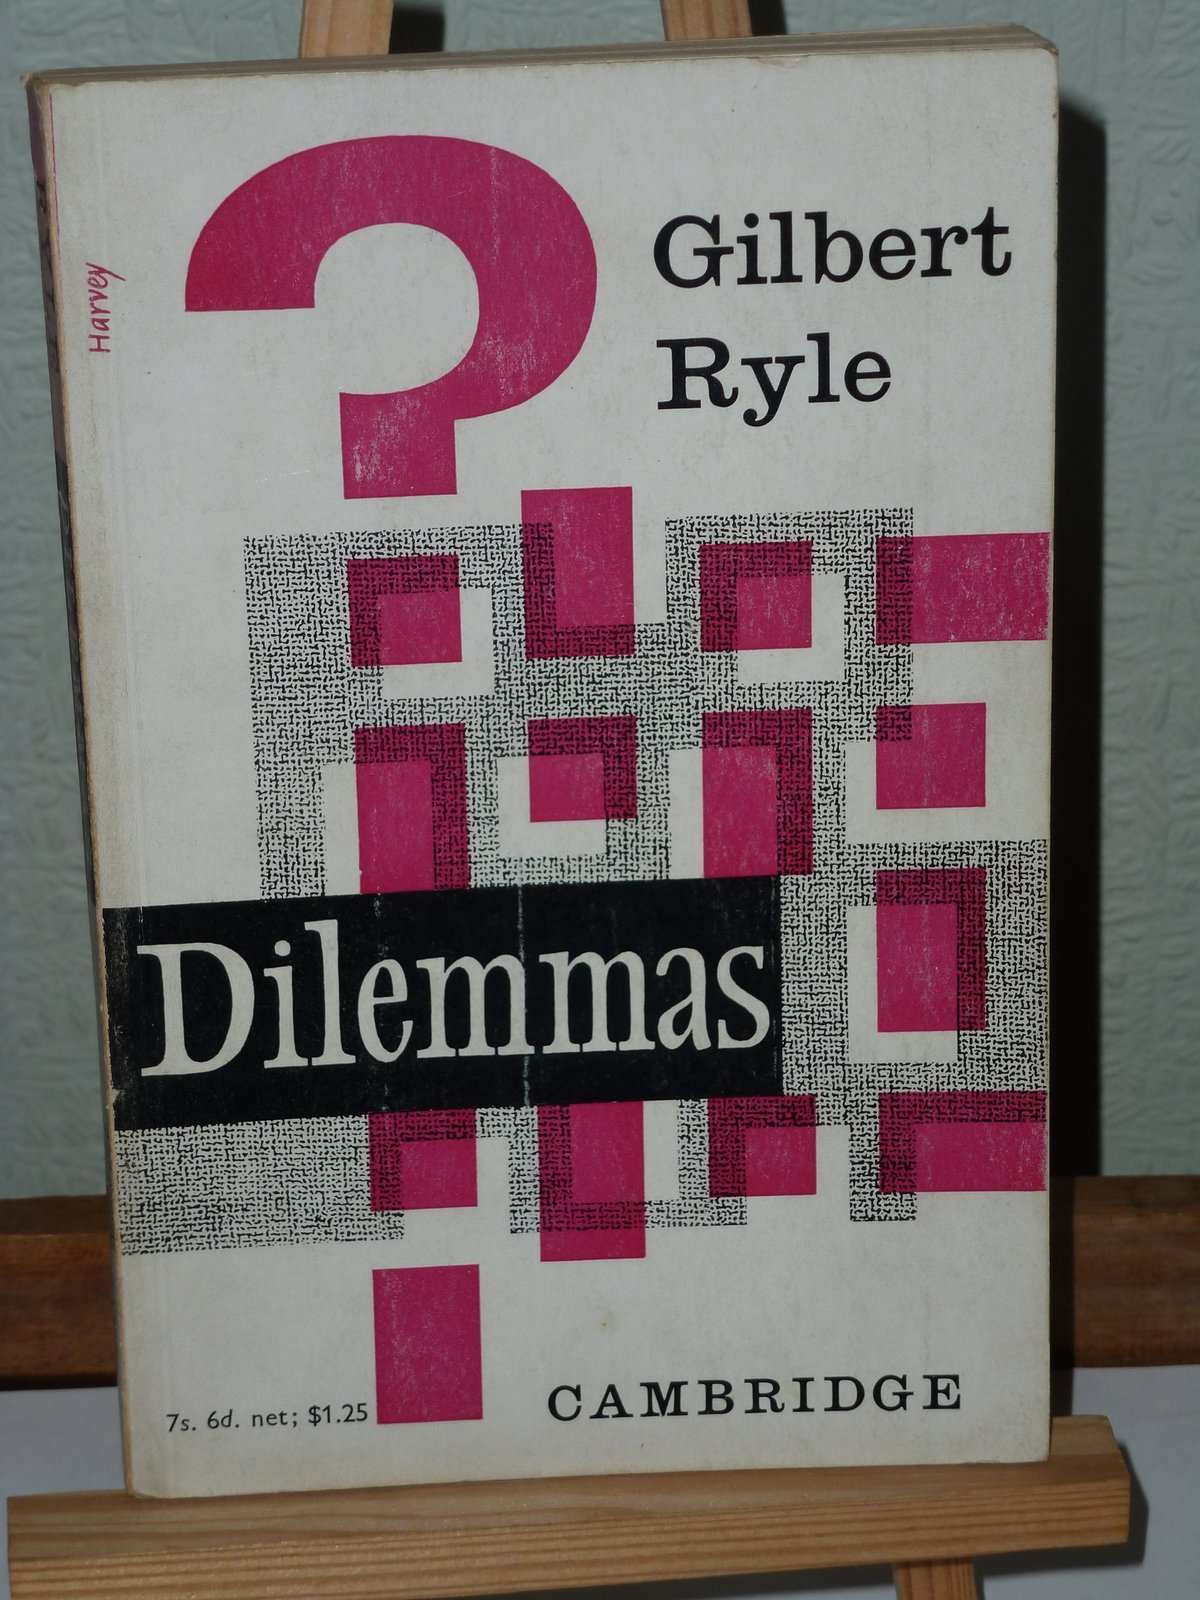 Harvey
Gilbert
Ryle
Dilemmas
7s. 6d. net; $1.25
CAMBRIDGE